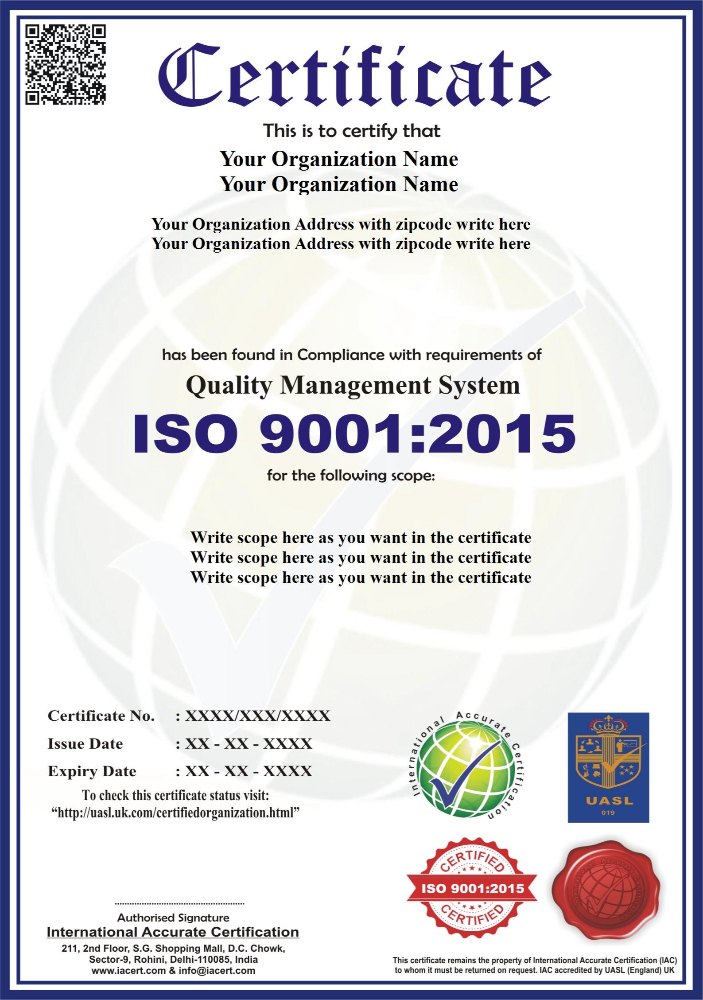 Certificate
This is to certify that
Your Organization Name
Your Organization Name
Your Organization Address with zipcode write here
Your Organization Address with zipcode write here
has been found in Compliance with requirements of
Quality Management System
ISO 9001:2015
for the following scope:
Write scope here as you want in the certificate
Write scope here as you want in the certificate
Write scope here as you want in the certificate
Certificate No. : XXXX/XXX/XXXX
Issue Date : XX - XX - XXXX
Expiry Date : XX - XX - XXXX
To check this certificate status visit:
“http://uasl.uk.com/certifiedorganization.html”
International Accurate Certification
UASL
019
CERTIFIED
ISO 9001:2015
CERTIFIED
Authorised Signature
International Accurate Certification
211, 2nd Floor, S.G. Shopping Mall, D.C. Chowk,
Sector-9, Rohini, Delhi-110085, India
www.iacert.com & info@iacert.com
This certificate remains the property of International Accurate Certification (IAC)
to whom it must be returned on request. IAC accredited by UASL (England) UK